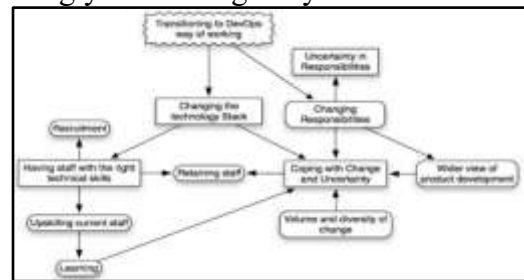 Transitioning to DevOps
way of working
Uncertainty in
Responsibilities
Changing the
technology Stack
Changing
Responsibilities
Recruitment
Having staff with the right
technical skills
Retaining staff
Coping with Change
and Uncertainty
Wider view of
product development
Upskilling current staff
Volume and diversity of
change
Learning